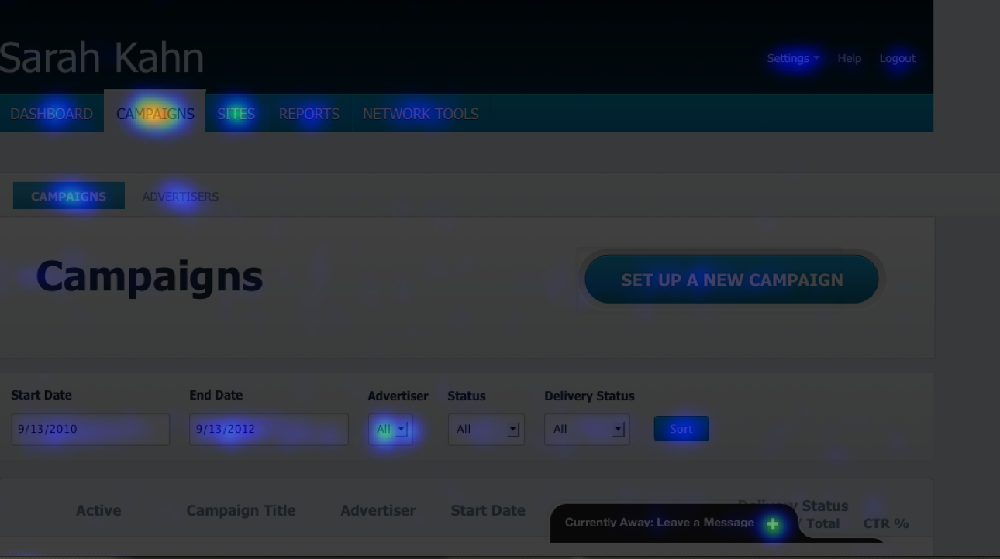 Sarah Kahn
Settings Help Logout
DASHBOARD CAMPAIGNS SITES REPORTS NETWORK TOOLS
CAMPAIGNS ADVERTISERS
Campaigns
SET UP A NEW CAMPAIGN
Start Date End Date Advertiser Status Delivery Status
9/13/2010 9/13/2012 All All All Sort
Active Campaign Title Advertiser Start Date Delivery Status
/ Total CTR %
Currently Away: Leave a Message +